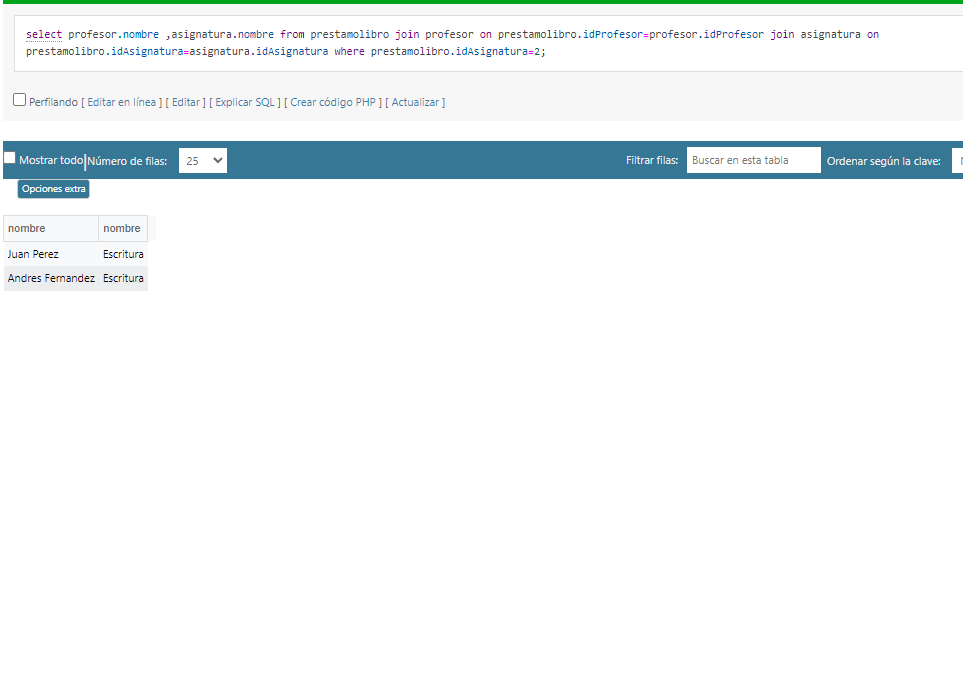 select profesor.nombre ,asignatura.nombre from prestamolibro join profesor on prestamolibro.idProfesor=profesor.idProfesor join asignatura on
prestamolibro.idAsignatura=asignatura.idAsignatura where prestamolibro.idAsignatura=2;
Perfilando [ Editar en línea ] [ Editar ] [ Explicar SQL ] [ Crear código PHP ] [ Actualizar ]
Mostrar todo Número de filas: 25 Filtrar filas: Buscar en esta tabla Ordenar según la clave:
Opciones extra
nombre nombre
Juan Perez Escritura
Andres Fernandez Escritura